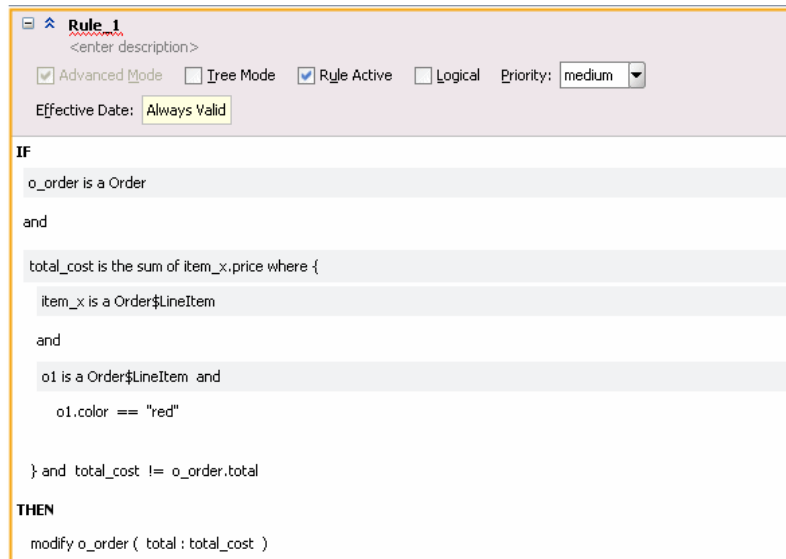 Rule_1
<enter description>
Advanced Mode Tree Mode Rule Active Logical Priority: medium
Effective Date: Always Valid
IF
o_order is a Order
and
total_cost is the sum of item_x.price where {
item_x is a Order$LineItem
and
o1 is a Order$LineItem and
o1.color == "red"
} and total_cost != o_order.total
THEN
modify o_order ( total : total_cost )